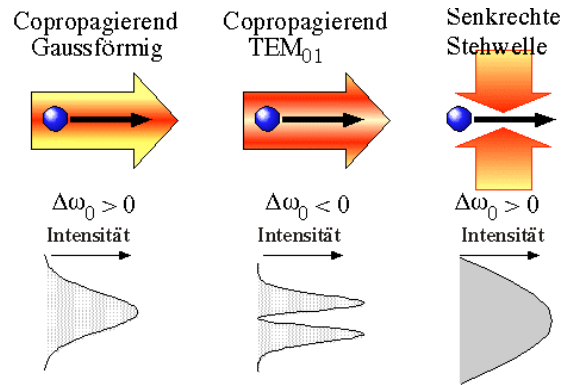 Copropagierend
Gaussförmig
Δω₀ > 0
Intensität
Copropagierend
TEM₀₁
Δω₀ < 0
Intensität
Senkrechte
Stehwelle
Δω₀ > 0
Intensität